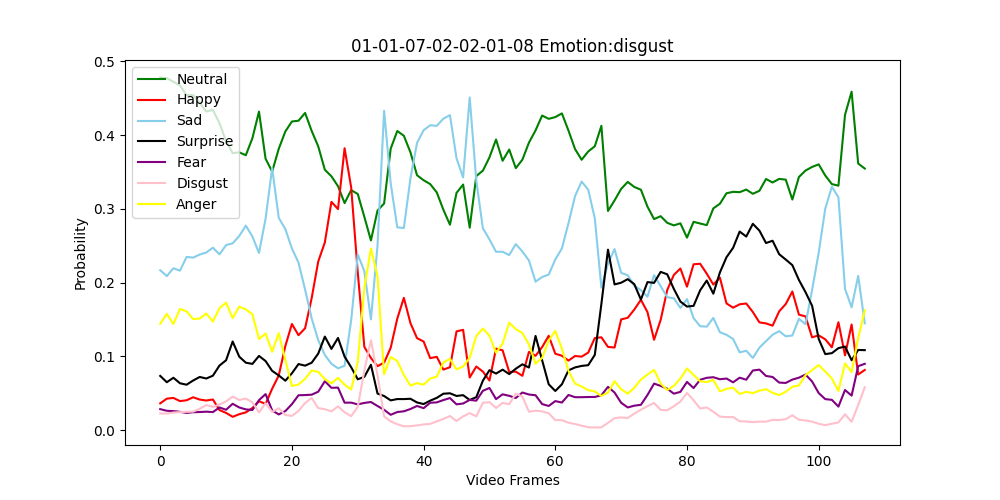 01-01-07-02-02-01-08 Emotion:disgust
Probability
0.5
0.4
0.3
0.2
0.1
0.0
Neutral
Happy
Sad
Surprise
Fear
Disgust
Anger
0 20 40 60 80 100
Video Frames